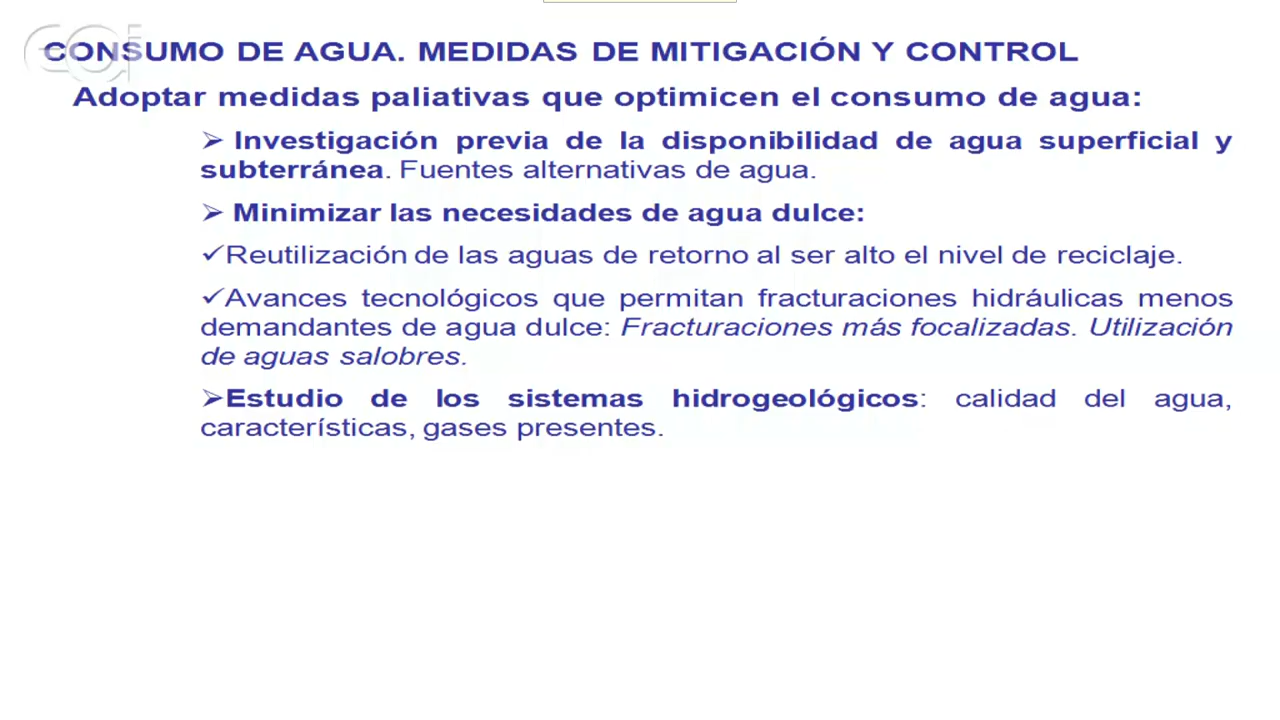 eoi
CONSUMO DE AGUA. MEDIDAS DE MITIGACIÓN Y CONTROL
Adoptar medidas paliativas que optimicen el consumo de agua:
➢ Investigación previa de la disponibilidad de agua superficial y
subterránea. Fuentes alternativas de agua.
➢ Minimizar las necesidades de agua dulce:
✓Reutilización de las aguas de retorno al ser alto el nivel de reciclaje.
✓Avances tecnológicos que permitan fracturaciones hidráulicas menos
demandantes de agua dulce: Fracturaciones más focalizadas. Utilización
de aguas salobres.
➢Estudio de los sistemas hidrogeológicos: calidad del agua,
características, gases presentes.